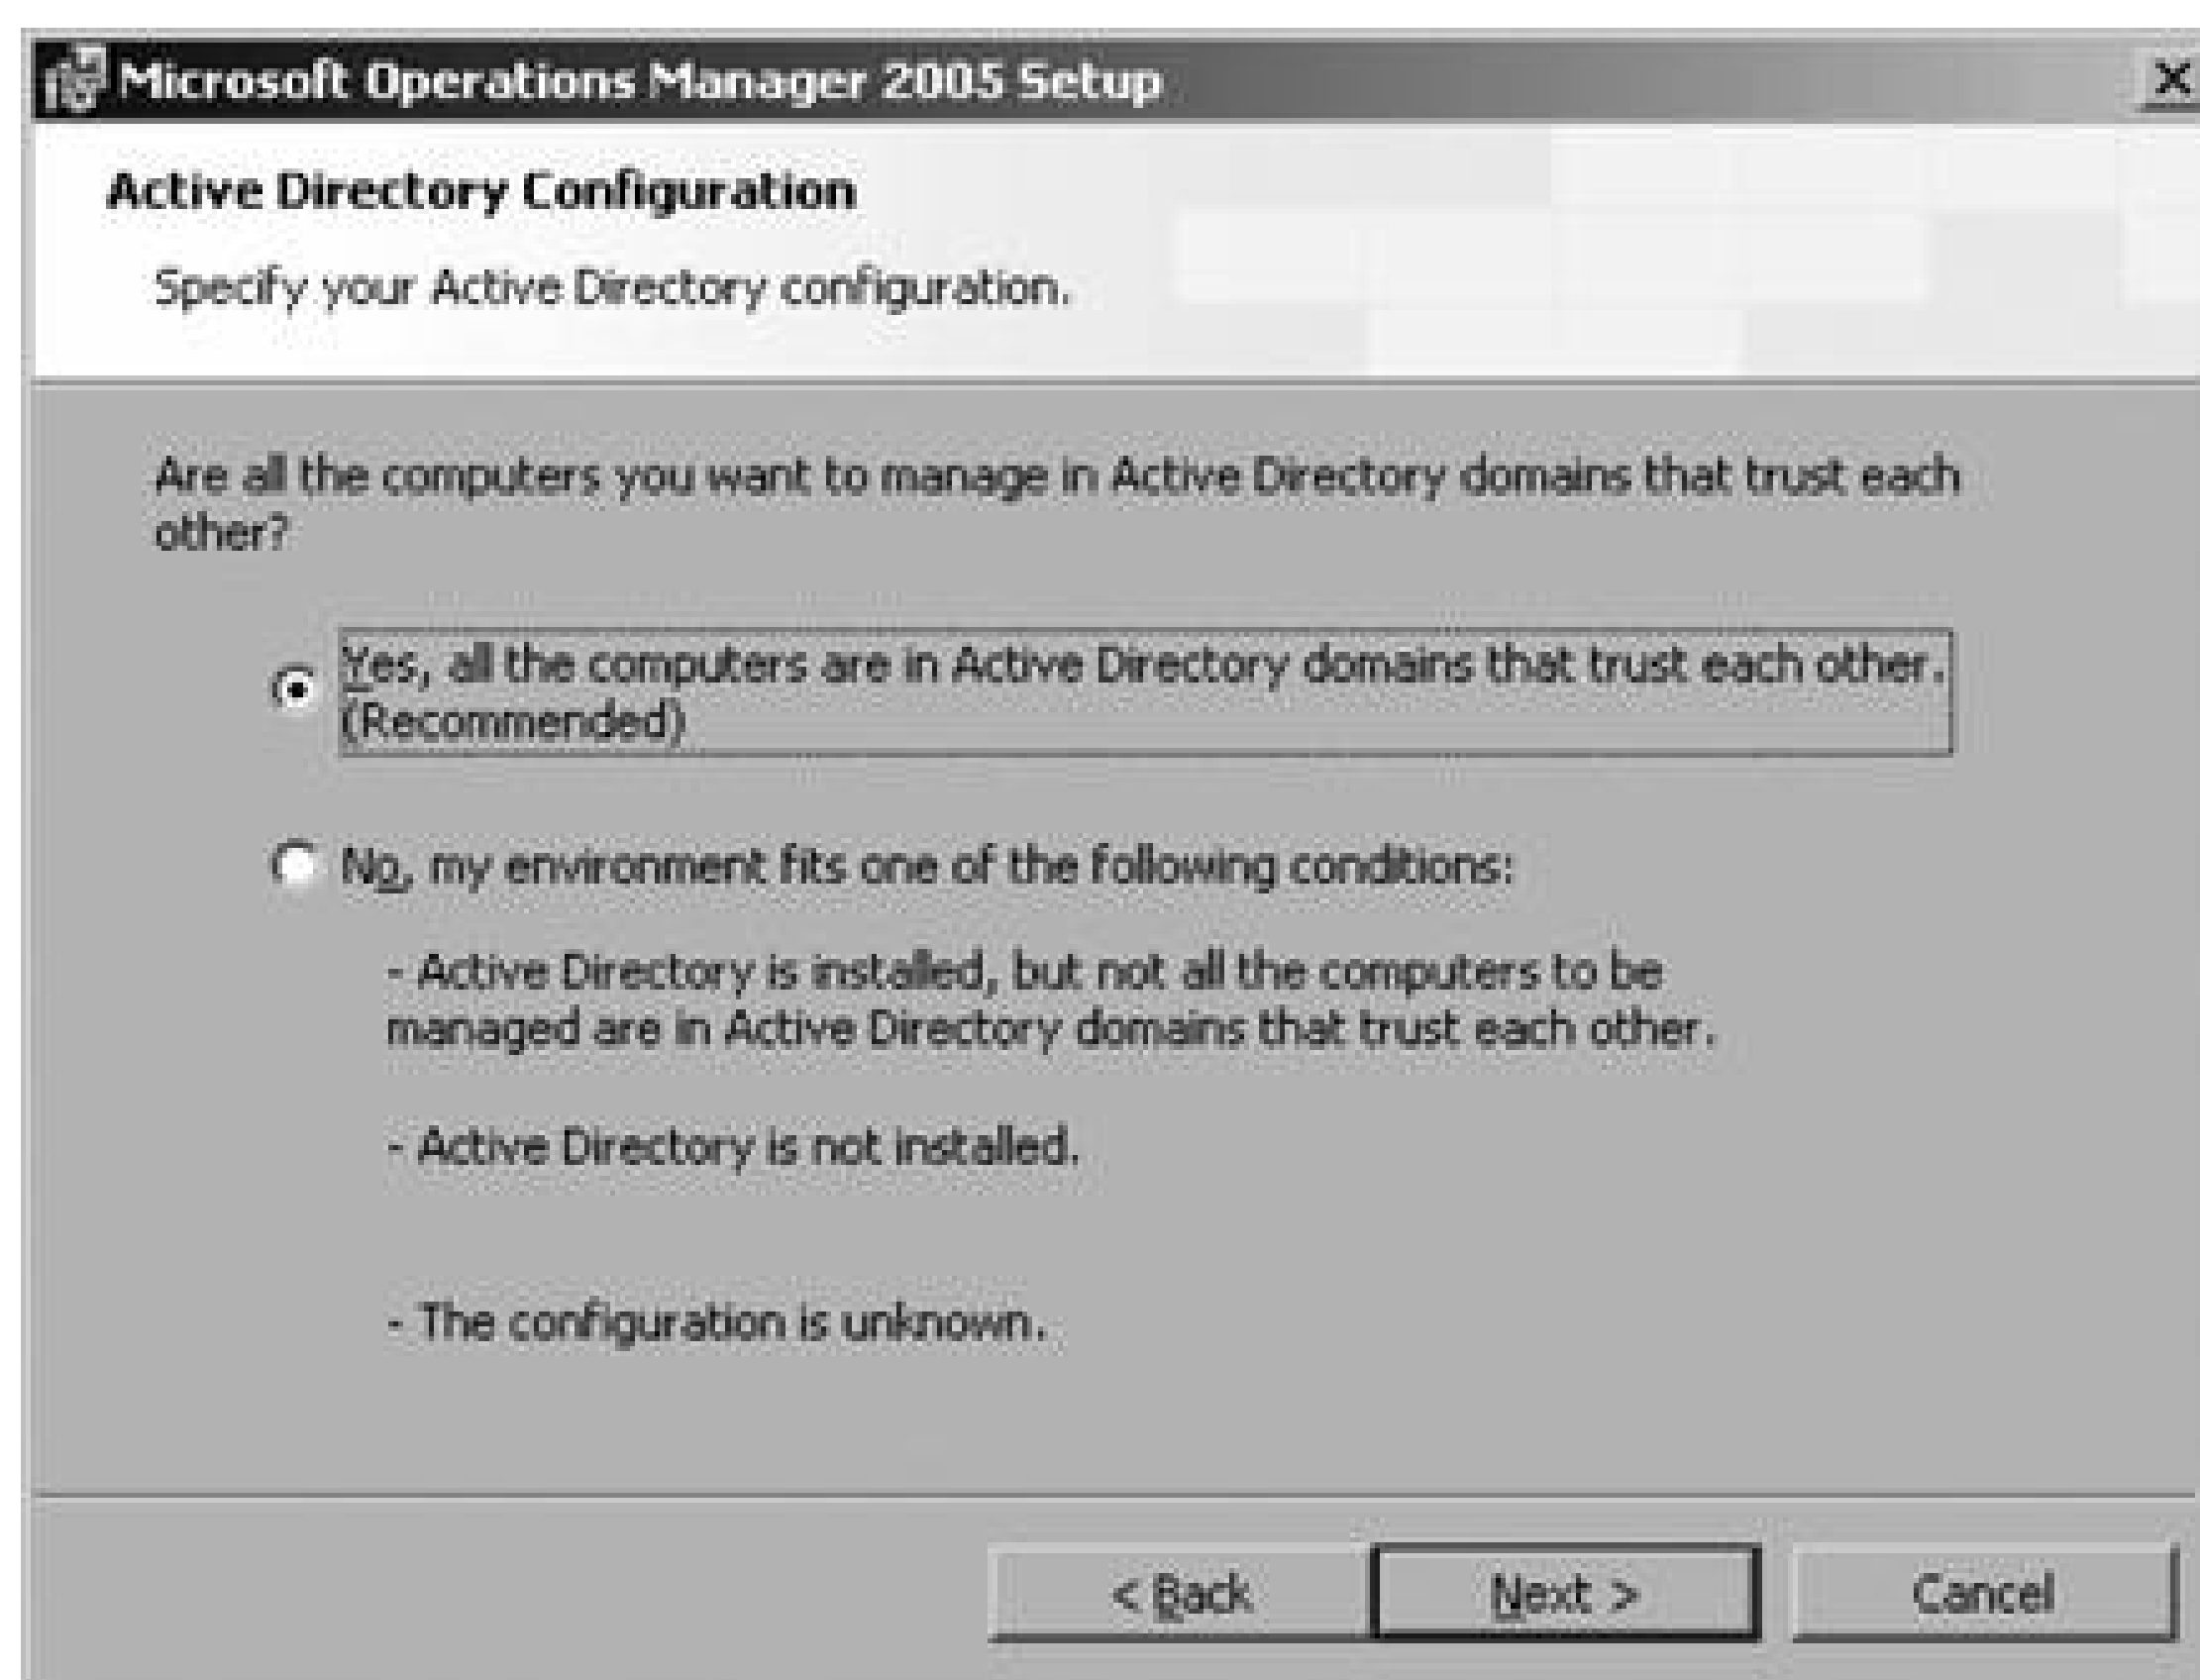 Microsoft Operations Manager 2005 Setup
Active Directory Configuration
Specify your Active Directory configuration.
Are all the computers you want to manage in Active Directory domains that trust each
other?
Yes, all the computers are in Active Directory domains that trust each other.
(Recommended)
No, my environment fits one of the following conditions:
- Active Directory is installed, but not all the computers to be
managed are in Active Directory domains that trust each other.
- Active Directory is not installed.
- The configuration is unknown.
< Back Next > Cancel